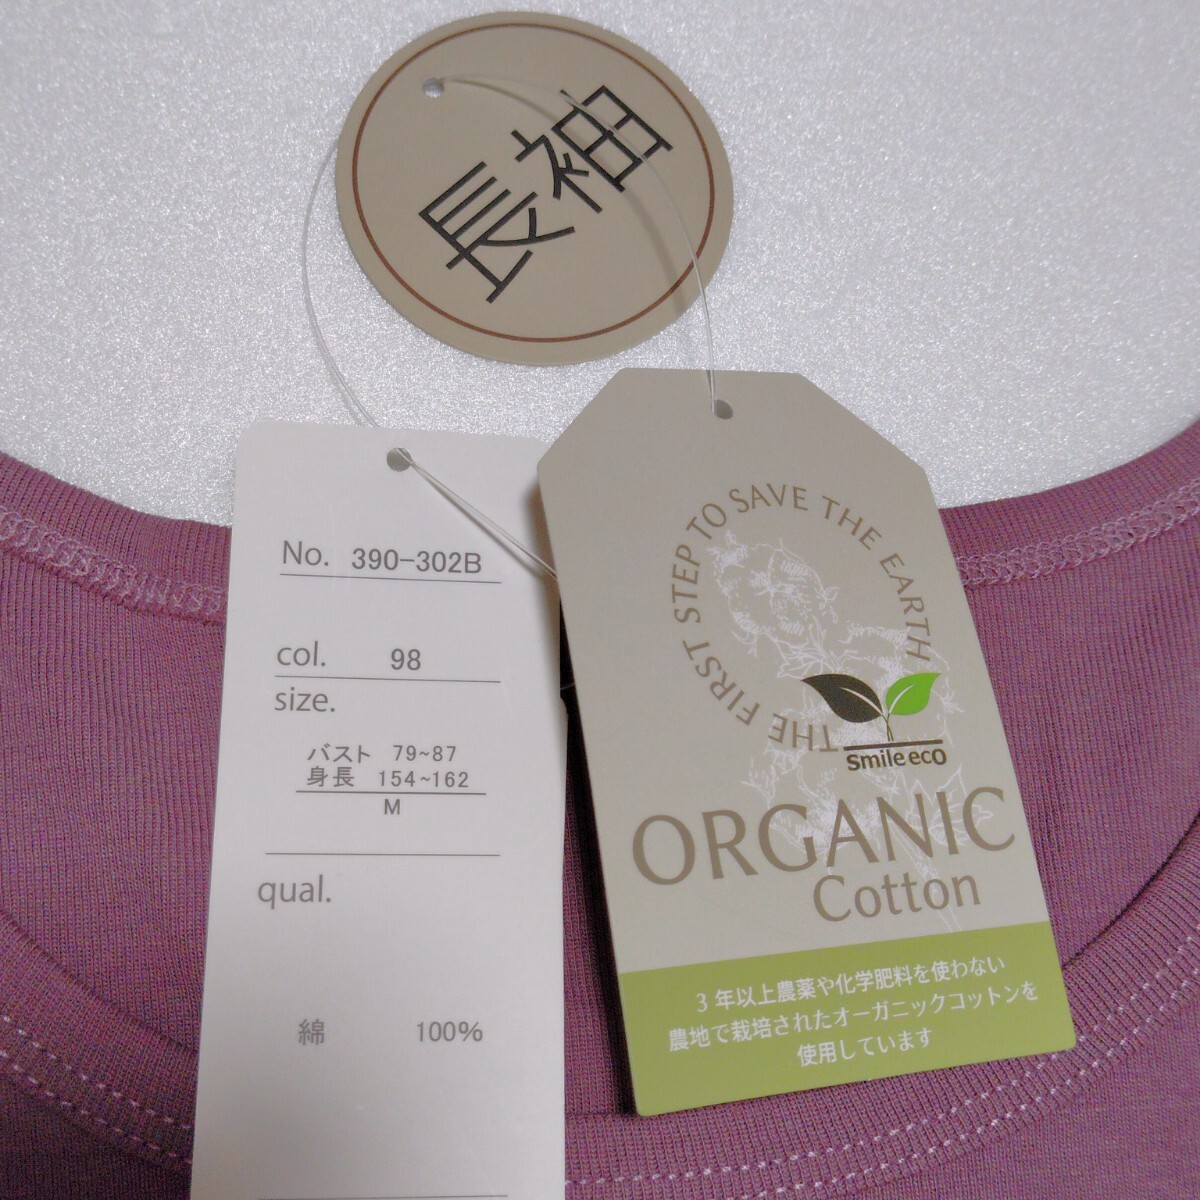 長袖
No. 390-302B
col. 98
size.
バスト 79~87
身長 154~162
M
qual.
綿 100%
THE FIRST STEP TO SAVE THE EARTH
smile eco
ORGANIC
Cotton
3年以上農薬や化学肥料を使わない
農地で栽培されたオーガニックコットンを
使用しています